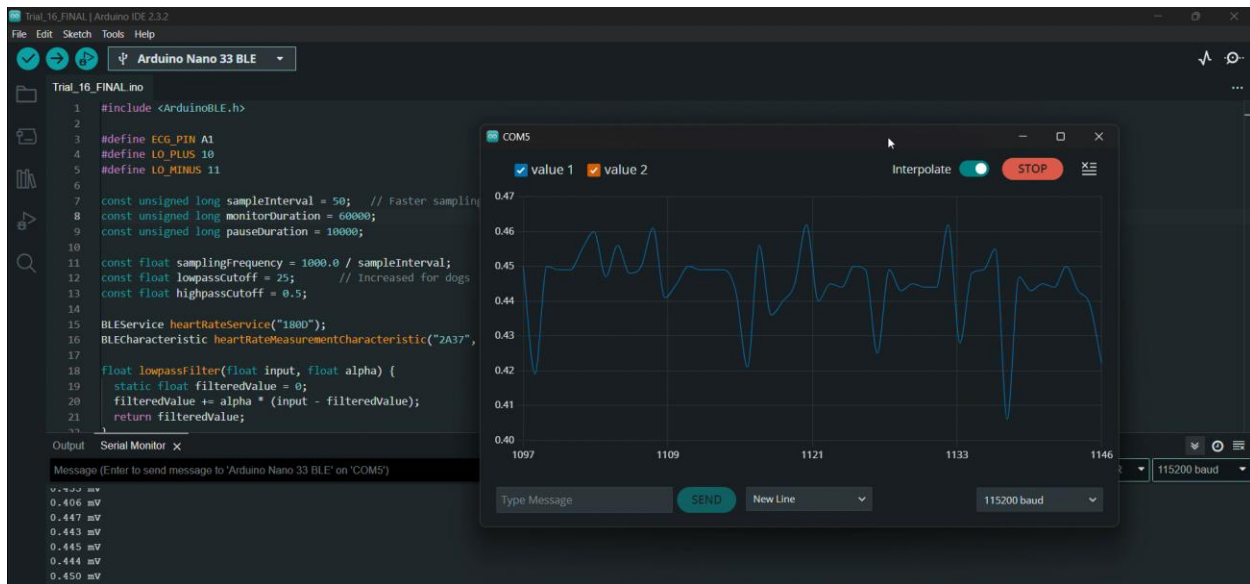 Trial_16_FINAL | Arduino IDE 2.3.2
File Edit Sketch Tools Help
Arduino Nano 33 BLE
Trial_16_FINAL.ino
1 #include <ArduinoBLE.h>
2
3 #define ECG_PIN A1
4 #define LO_PLUS 10
5 #define LO_MINUS 11
6
7 const unsigned long sampleInterval = 50; // Faster sampling
8 const unsigned long monitorDuration = 60000;
9 const unsigned long pauseDuration = 10000;
10
11 const float samplingFrequency = 1000.0 / sampleInterval;
12 const float lowpassCutoff = 25; // Increased for dogs
13 const float highpassCutoff = 0.5;
14
15 BLEService heartRateService("180D");
16 BLECharacteristic heartRateMeasurementCharacteristic("2A37",
17
18 float lowpassFilter(float input, float alpha) {
19 static float filteredValue = 0;
20 filteredValue += alpha * (input - filteredValue);
21 return filteredValue;
22 }
COM5
value 1 value 2 Interpolate STOP
0.47
0.46
0.45
0.44
0.43
0.42
0.41
0.40
1097 1109 1121 1133 1146
Type Message SEND New Line 115200 baud
Output Serial Monitor
Message (Enter to send message to 'Arduino Nano 33 BLE' on 'COM5') 115200 baud
0.406 mV
0.447 mV
0.443 mV
0.445 mV
0.444 mV
0.450 mV